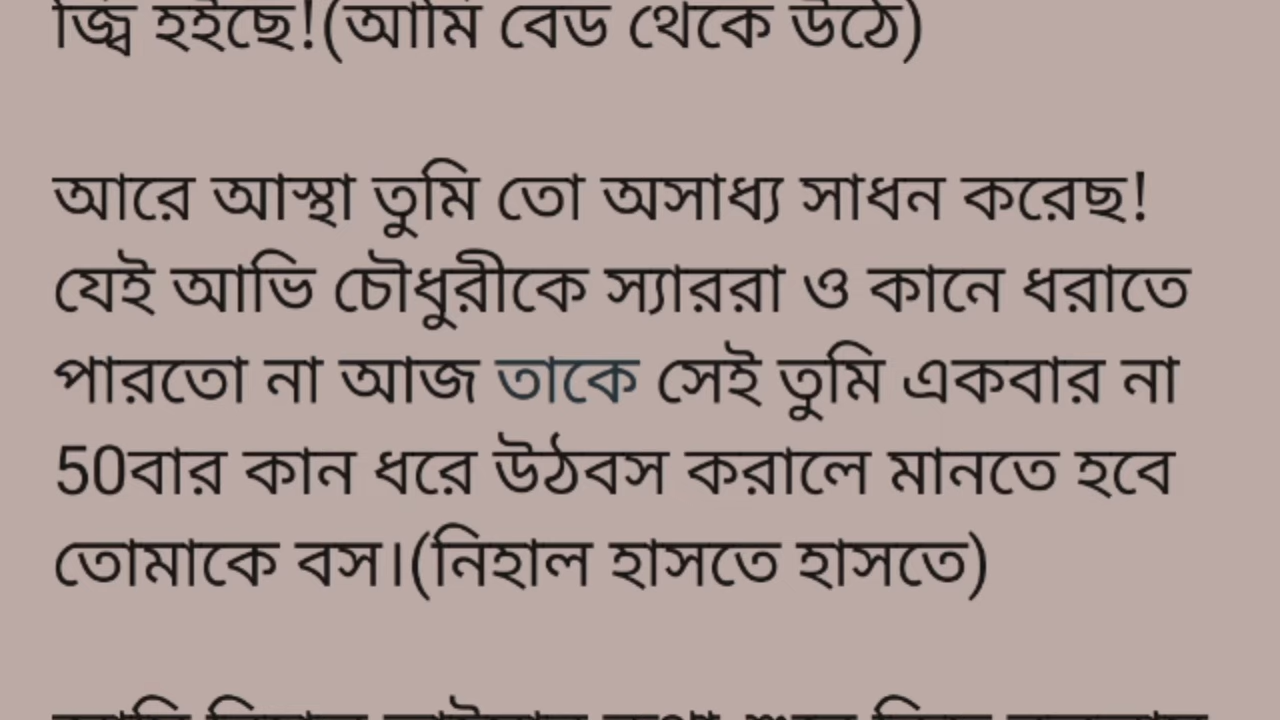 জ্বি হইছে!(আমি বেড থেকে উঠে)
আরে আস্থা তুমি তো অসাধ্য সাধন করেছ!
যেই আভি চৌধুরীকে স্যাররা ও কানে ধরাতে
পারতো না আজ তাকে সেই তুমি একবার না
50বার কান ধরে উঠবস করালে মানতে হবে
তোমাকে বস।(নিহাল হাসতে হাসতে)